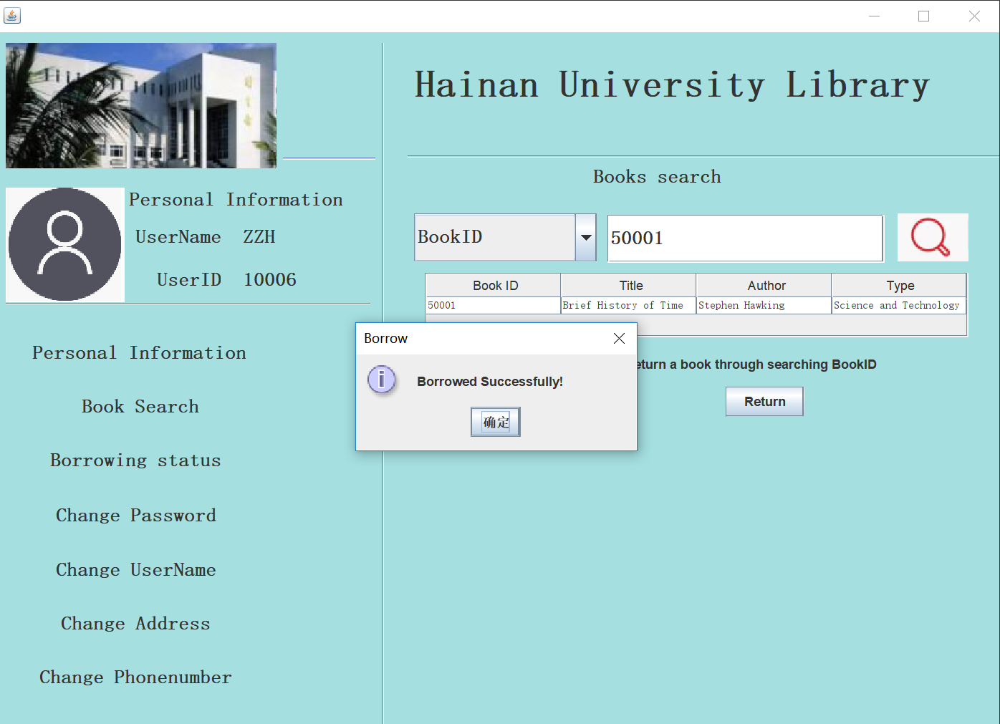 Hainan University Library
Books search
Personal Information
UserName ZZH
UserID 10006
BookID
50001
Book ID Title Author Type
50001 Brief History of Time Stephen Hawking Science and Technology
Borrow
Borrowed Successfully!
确定
eturn a book through searching BookID
Return
Personal Information
Book Search
Borrowing status
Change Password
Change UserName
Change Address
Change Phonenumber